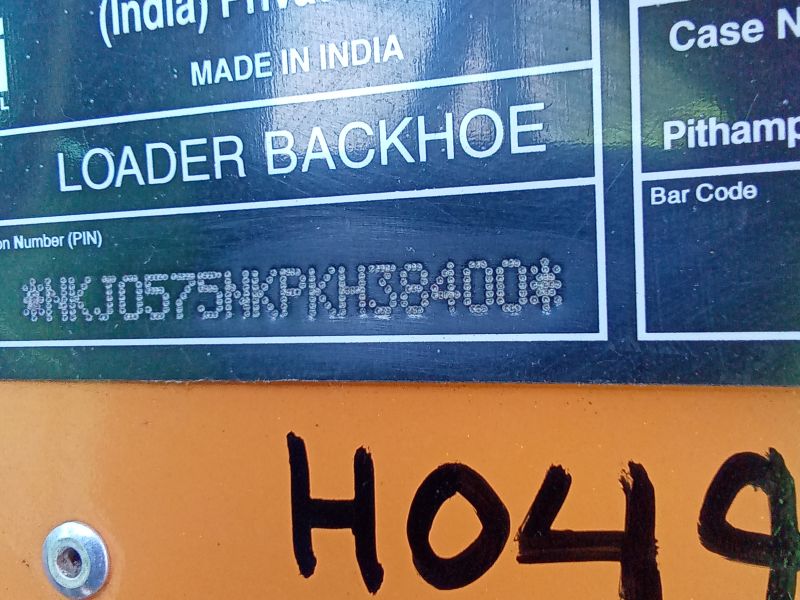 (India) Priva
MADE IN INDIA
LOADER BACKHOE
on Number (PIN)
*NKJ0575NKPKH38400*
Case N
Pithamp
Bar Code
H049